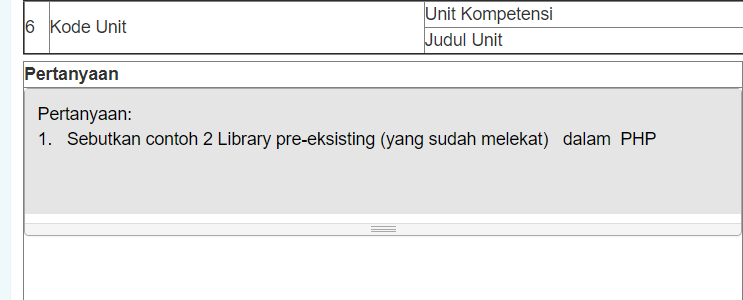 6 Kode Unit
Unit Kompetensi
Judul Unit
Pertanyaan
Pertanyaan:
1. Sebutkan contoh 2 Library pre-eksisting (yang sudah melekat) dalam PHP